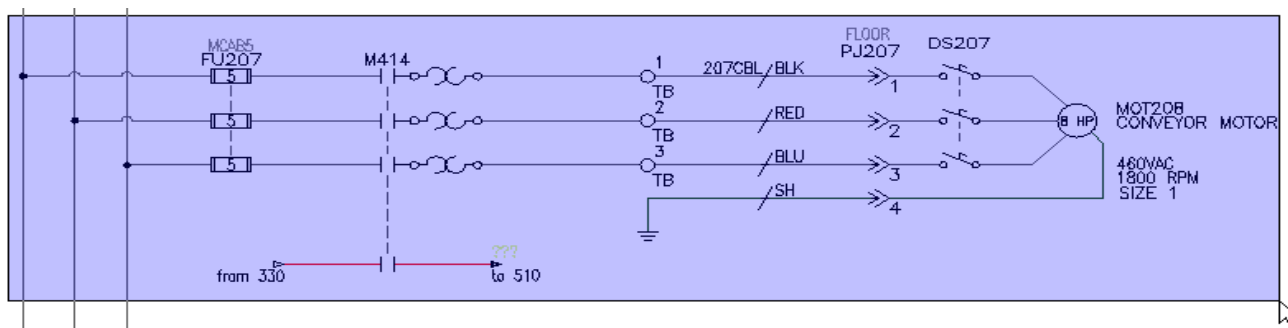 MCAB5
FU207
5
5
5
M414
1
TB
2
TB
3
TB
207CBL/BLK
RED
BLU
SH
FLOOR
PJ207
1
2
3
4
DS207
8 HP
MOT208
CONVEYOR MOTOR
460VAC
1800 RPM
SIZE 1
from 330
???
to 510